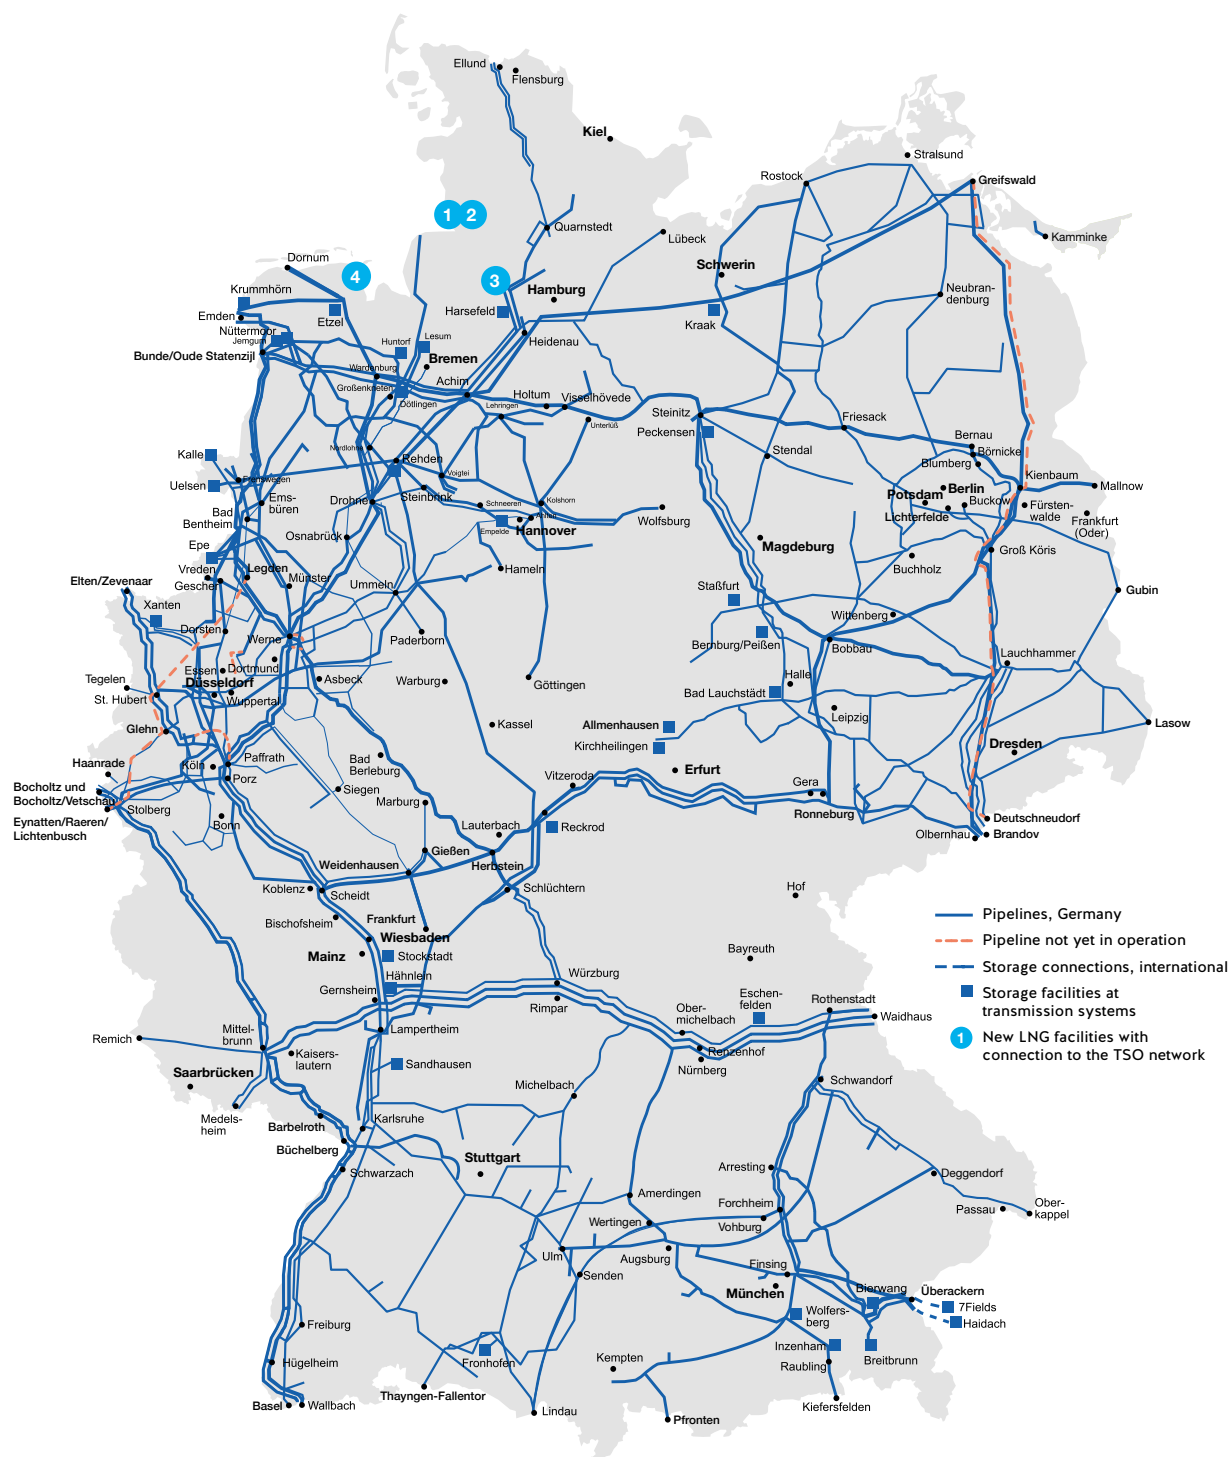 Ellund
Flensburg
Kiel
Stralsund
Rostock
Greifswald
1
2
Quarnstedt
Lübeck
Kamminke
Dornum
4
3
Schwerin
Krummhörn
Hamburg
Neubran-
denburg
Emden
Etzel
Harsefeld
Kraak
Nüttermoor
Jemgum
Huntorf
Lesum
Heidenau
Bunde/Oude Statenzijl
Bremen
Wardenburg
Achim
Großenkneten
Dötlingen
Holtum
Visselhövede
Lehringen
Unterlüß
Steinitz
Peckensen
Friesack
Bernau
Börnicke
Blumberg
Nordlohne
Rehden
Voigtei
Stendal
Kalle
Frenswegen
Uelsen
Kienbaum
Mallnow
Ems-
büren
Drohne
Steinbrink
Schneeren
Kolshorn
Berlin
Potsdam
Buckow
Lichterfelde
Fürsten-
walde
Frankfurt
(Oder)
Bad
Bentheim
Ahlten
Empelde
Hannover
Wolfsburg
Osnabrück
Magdeburg
Epe
Groß Köris
Buchholz
Vreden
Legden
Gescher
Münster
Ummeln
Hameln
Elten/Zevenaar
Staßfurt
Gubin
Xanten
Wittenberg
Dorsten
Werne
Paderborn
Bernburg/Peißen
Bobbau
Lauchhammer
Essen
Dortmund
Düsseldorf
Asbeck
Warburg
Göttingen
Halle
Tegelen
St. Hubert
Wuppertal
Bad Lauchstädt
Leipzig
Glehn
Kassel
Allmenhausen
Kirchheilingen
Lasow
Dresden
Haanrade
Köln
Paffrath
Porz
Bad
Berleburg
Vitzeroda
Erfurt
Gera
Bocholtz und
Bocholtz/Vetschau
Siegen
Marburg
Stolberg
Eynatten/Raeren/
Lichtenbusch
Bonn
Lauterbach
Reckrod
Ronneburg
Deutschneudorf
Olbernhau
Brandov
Gießen
Weidenhausen
Herbstein
Koblenz
Scheidt
Schlüchtern
Hof
Bischofsheim
Frankfurt
Wiesbaden
Mainz
Stockstadt
Bayreuth
Hähnlein
Würzburg
Gernsheim
Rimpar
Eschen-
felden
Rothenstadt
Ober-
michelbach
Waidhaus
Pipelines, Germany
Pipeline not yet in operation
Storage connections, international
Storage facilities at
transmission systems
1
New LNG facilities with
connection to the TSO network
Lampertheim
Remich
Mittel-
brunn
Kaisers-
lautern
Renzenhof
Nürnberg
Saarbrücken
Sandhausen
Michelbach
Schwandorf
Medels-
heim
Barbelroth
Karlsruhe
Büchelberg
Stuttgart
Schwarzach
Arresting
Deggendorf
Amerdingen
Forchheim
Passau
Ober-
kappel
Wertingen
Vohburg
Ulm
Augsburg
Finsing
Senden
München
Bierwang
Überackern
7Fields
Haidach
Wolfers-
berg
Freiburg
Inzenham
Breitbrunn
Hügelheim
Fronhofen
Kempten
Raubling
Thayngen-Fallentor
Kiefersfelden
Basel
Wallbach
Lindau
Pfronten